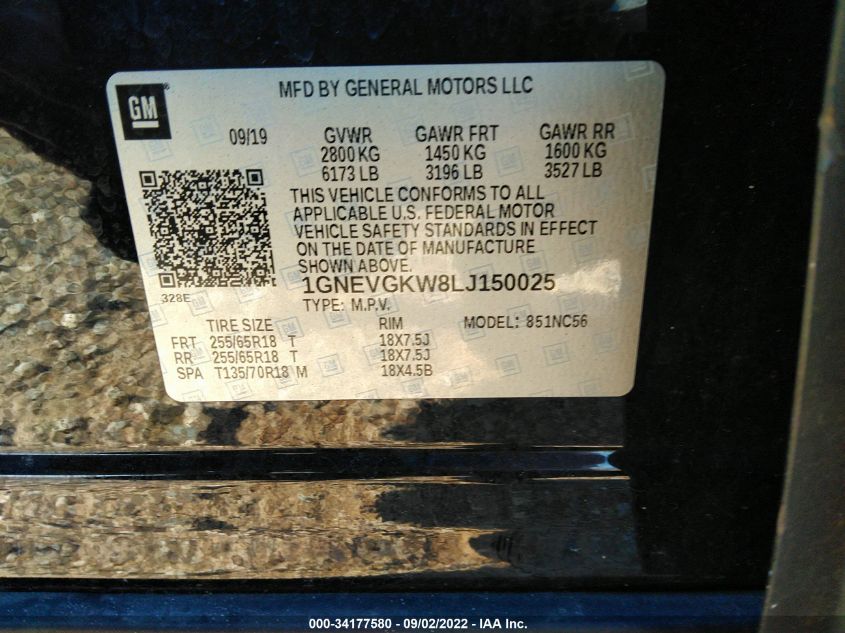 MFD BY GENERAL MOTORS LLC
GM
09/19 GVWR GAWR FRT GAWR RR
2800 KG 1450 KG 1600 KG
6173 LB 3196 LB 3527 LB
THIS VEHICLE CONFORMS TO ALL
APPLICABLE U.S. FEDERAL MOTOR
VEHICLE SAFETY STANDARDS IN EFFECT
ON THE DATE OF MANUFACTURE
SHOWN ABOVE.
328E 1GNEVGKW8LJ150025
TYPE: M.P.V.
TIRE SIZE RIM MODEL: 851NC56
FRT 255/65R18 T 18X7.5J
RR 255/65R18 T 18X7.5J
SPA T135/70R18 M 18X4.5B
000-34177580 - 09/02/2022 - IAA Inc.